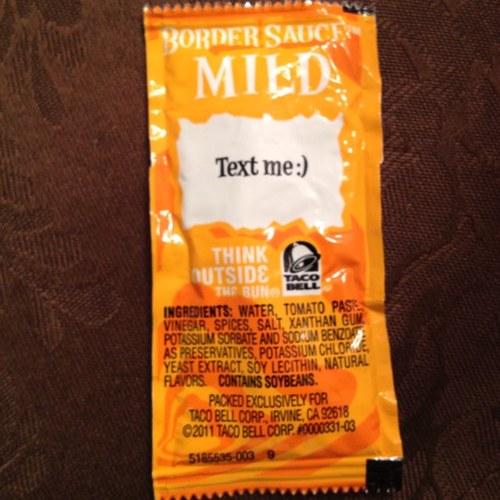 BORDER SAUCE™
MILD
Text me:)
THINK
OUTSIDE
THE BUN®
TACO
BELL®
INGREDIENTS: WATER, TOMATO PASTE,
VINEGAR, SPICES, SALT, XANTHAN GUM,
POTASSIUM SORBATE AND SODIUM BENZOATE
AS PRESERVATIVES, POTASSIUM CHLORIDE,
YEAST EXTRACT, SOY LECITHIN, NATURAL
FLAVORS. CONTAINS SOYBEANS.
PACKED EXCLUSIVELY FOR
TACO BELL CORP., IRVINE, CA 92618
©2011 TACO BELL CORP. #0000331-03
5185535-003 9